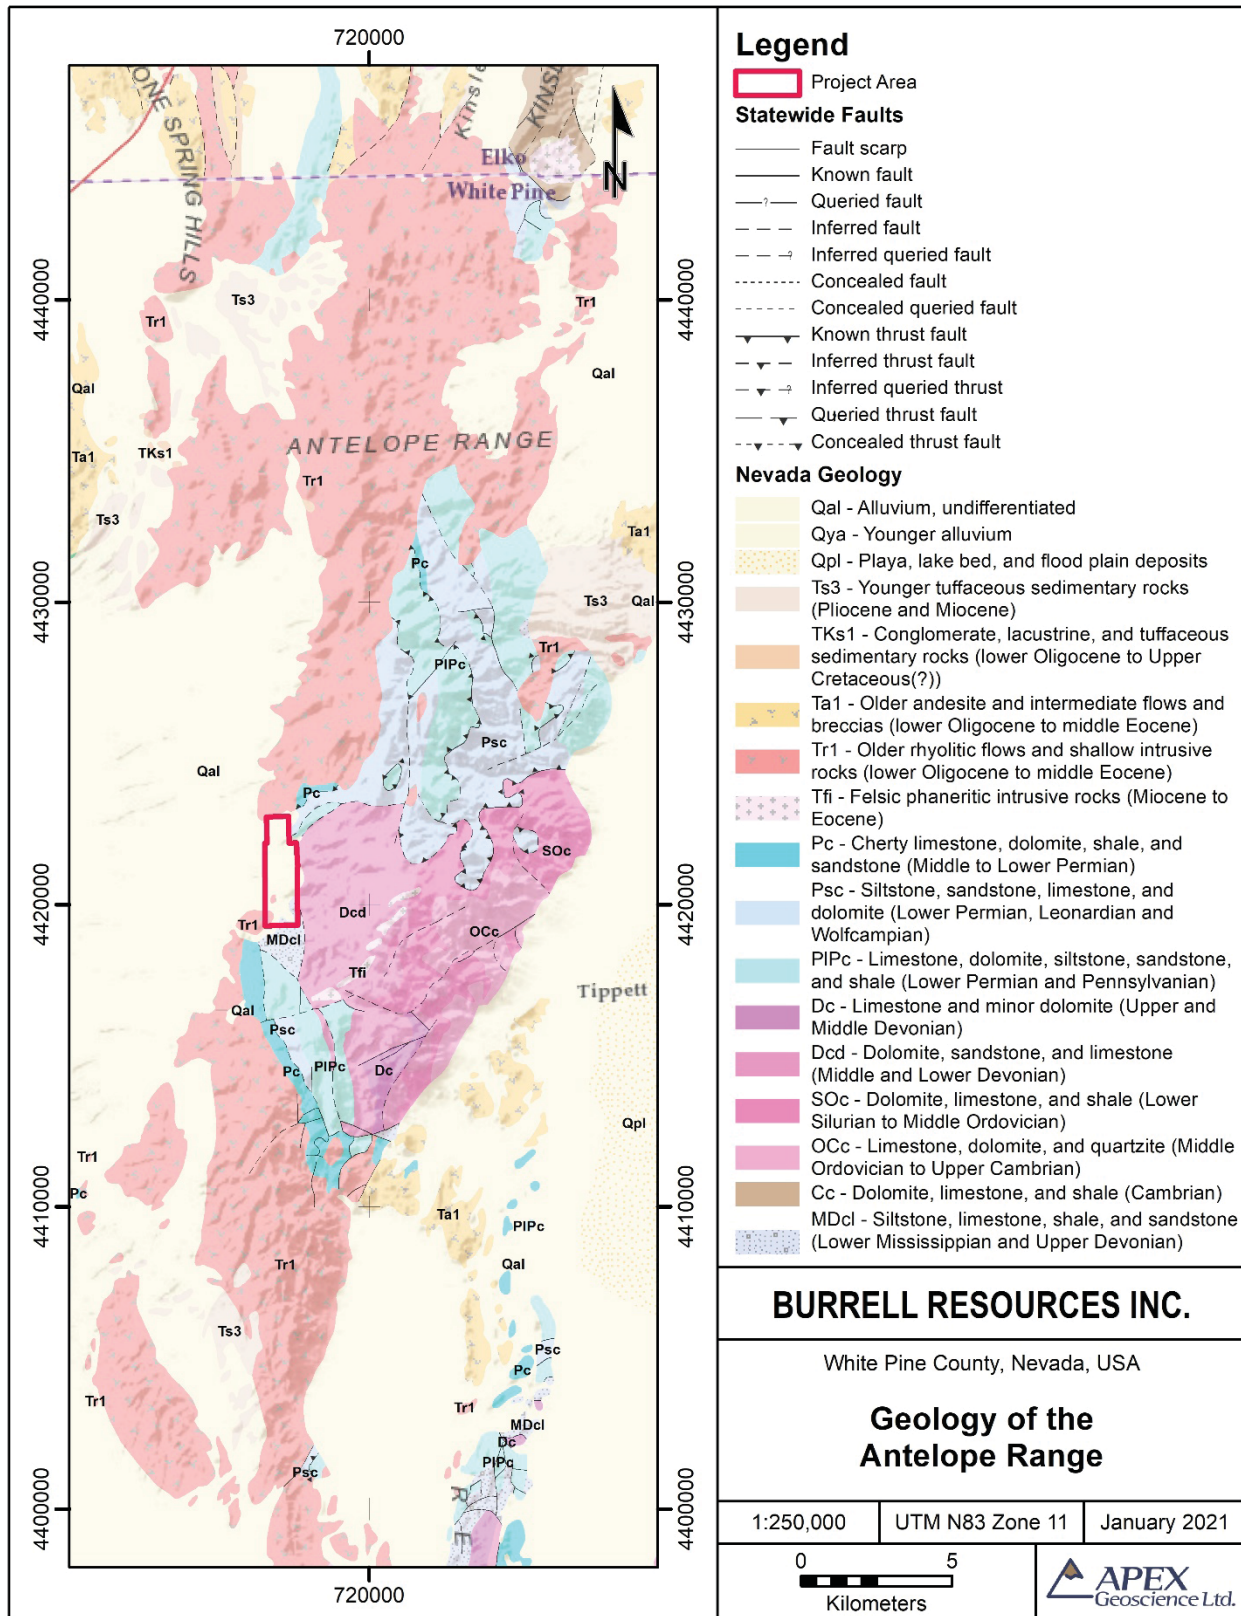 720000
ONE SPRING HILLS
Kinsle
KINSL
Elko
White Pine
N
4440000
4440000
Ts3
Tr1
Tr1
Qal
Qal
ANTELOPE RANGE
TKs1
Ta1
Tr1
Ts3
Ta1
Pc
4430000
4430000
Ts3
Qal
Tr1
PIPc
Psc
Qal
Pc
SOc
4420000
4420000
Dcd
Tr1
OCc
MDcl
Tfi
Tippett
Qal
Psc
PIPc
Pc
Dc
Qpl
Tr1
Pc
4410000
4410000
Ta1
PIPc
Tr1
Qal
Ts3
Psc
Pc
Tr1
Tr1
MDcl
Dc
PIPc
Psc
4400000
4400000
R
E
720000
Legend
Project Area
Statewide Faults
Fault scarp
Known fault
?
Queried fault
Inferred fault
?
Inferred queried fault
Concealed fault
Concealed queried fault
Known thrust fault
Inferred thrust fault
?
Inferred queried thrust
Queried thrust fault
Concealed thrust fault
Nevada Geology
Qal - Alluvium, undifferentiated
Qya - Younger alluvium
Qpl - Playa, lake bed, and flood plain deposits
Ts3 - Younger tuffaceous sedimentary rocks
(Pliocene and Miocene)
TKs1 - Conglomerate, lacustrine, and tuffaceous
sedimentary rocks (lower Oligocene to Upper
Cretaceous(?))
Ta1 - Older andesite and intermediate flows and
breccias (lower Oligocene to middle Eocene)
Tr1 - Older rhyolitic flows and shallow intrusive
rocks (lower Oligocene to middle Eocene)
Tfi - Felsic phaneritic intrusive rocks (Miocene to
Eocene)
Pc - Cherty limestone, dolomite, shale, and
sandstone (Middle to Lower Permian)
Psc - Siltstone, sandstone, limestone, and
dolomite (Lower Permian, Leonardian and
Wolfcampian)
PIPc - Limestone, dolomite, siltstone, sandstone,
and shale (Lower Permian and Pennsylvanian)
Dc - Limestone and minor dolomite (Upper and
Middle Devonian)
Dcd - Dolomite, sandstone, and limestone
(Middle and Lower Devonian)
SOc - Dolomite, limestone, and shale (Lower
Silurian to Middle Ordovician)
OCc - Limestone, dolomite, and quartzite (Middle
Ordovician to Upper Cambrian)
Cc - Dolomite, limestone, and shale (Cambrian)
MDcl - Siltstone, limestone, shale, and sandstone
(Lower Mississippian and Upper Devonian)
BURRELL RESOURCES INC.
White Pine County, Nevada, USA
Geology of the
Antelope Range
1:250,000
UTM N83 Zone 11
January 2021
0
5
Kilometers
APEX
Geoscience Ltd.